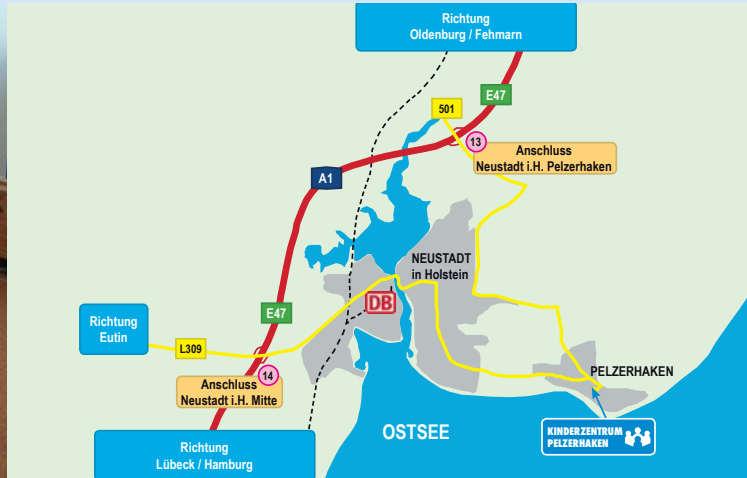 Richtung
Oldenburg / Fehmarn
E47
501
13
Anschluss
Neustadt i.H. Pelzerhaken
A1
NEUSTADT
in Holstein
DB
E47
Richtung
Eutin
L309
14
Anschluss
Neustadt i.H. Mitte
PELZERHAKEN
OSTSEE
KINDERZENTRUM
PELZERHAKEN
Richtung
Lübeck / Hamburg